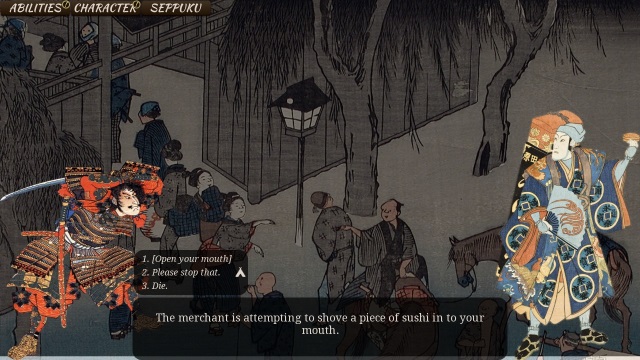 ABILITIES CHARACTER SEPPUKU
1. [Open your mouth]
2. Please stop that.
3. Die.
The merchant is attempting to shove a piece of sushi in to your
mouth.